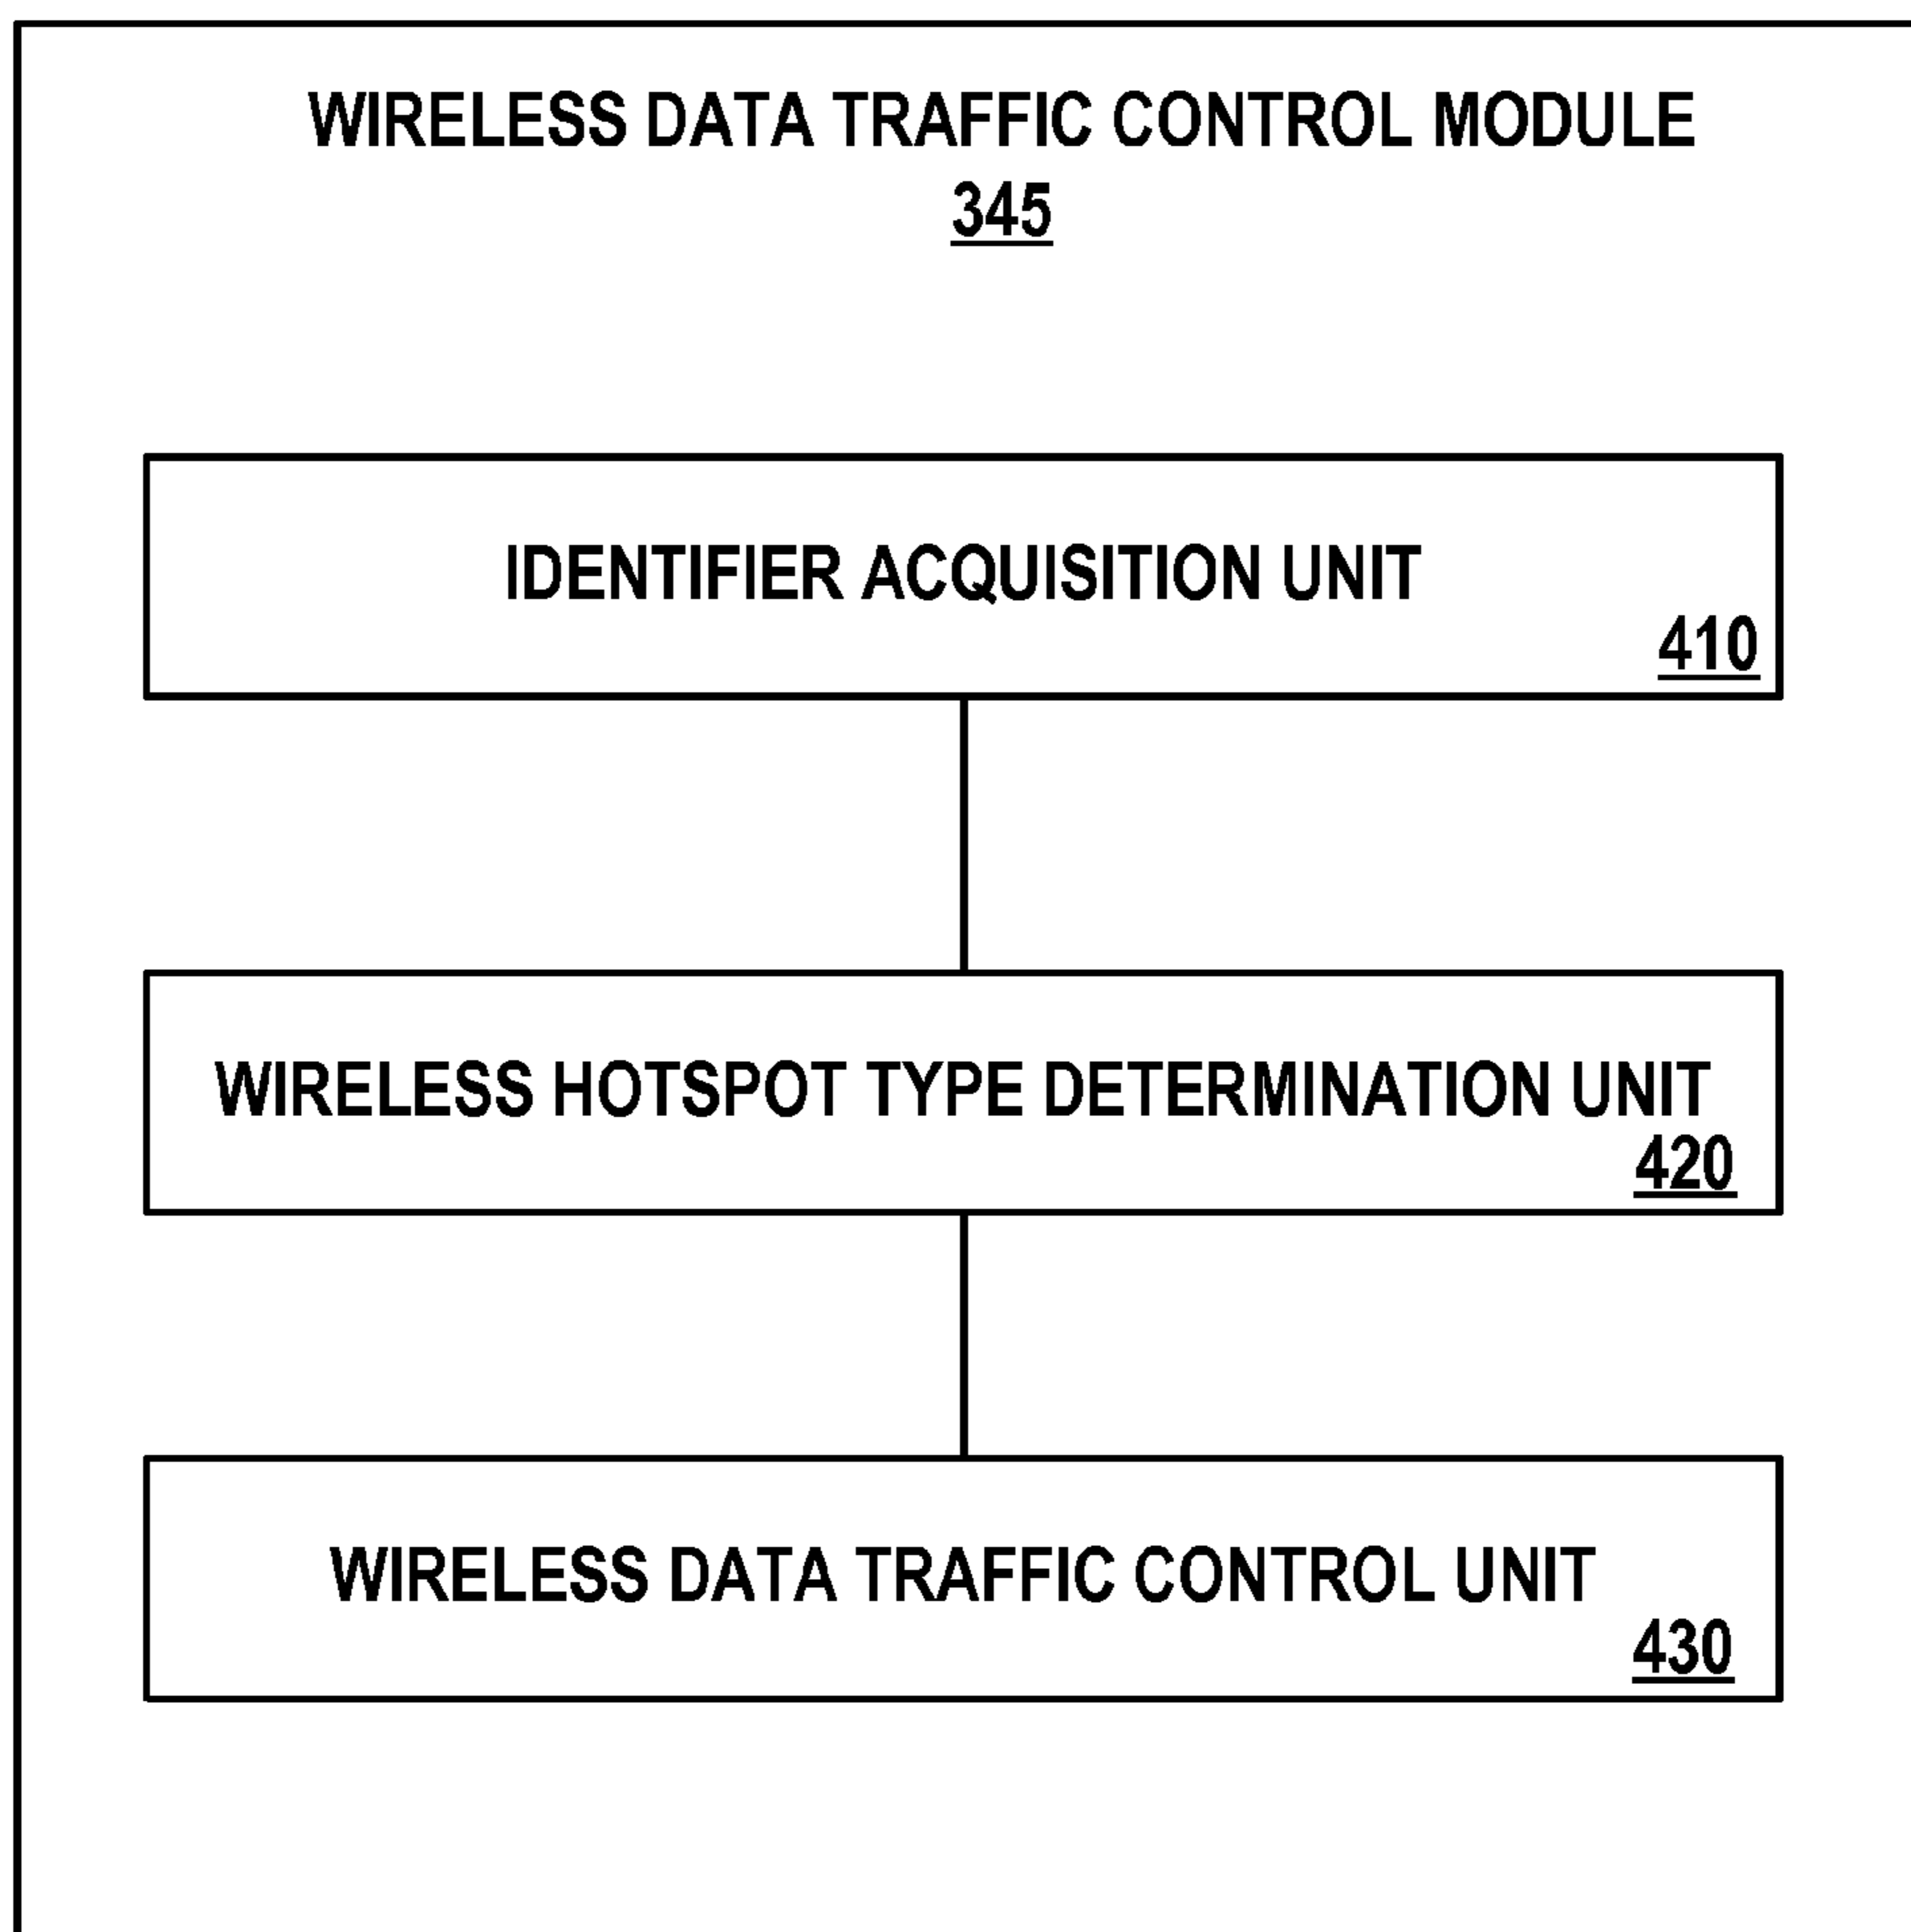 WIRELESS DATA TRAFFIC CONTROL MODULE
345
IDENTIFIER ACQUISITION UNIT
410
WIRELESS HOTSPOT TYPE DETERMINATION UNIT
420
WIRELESS DATA TRAFFIC CONTROL UNIT
430